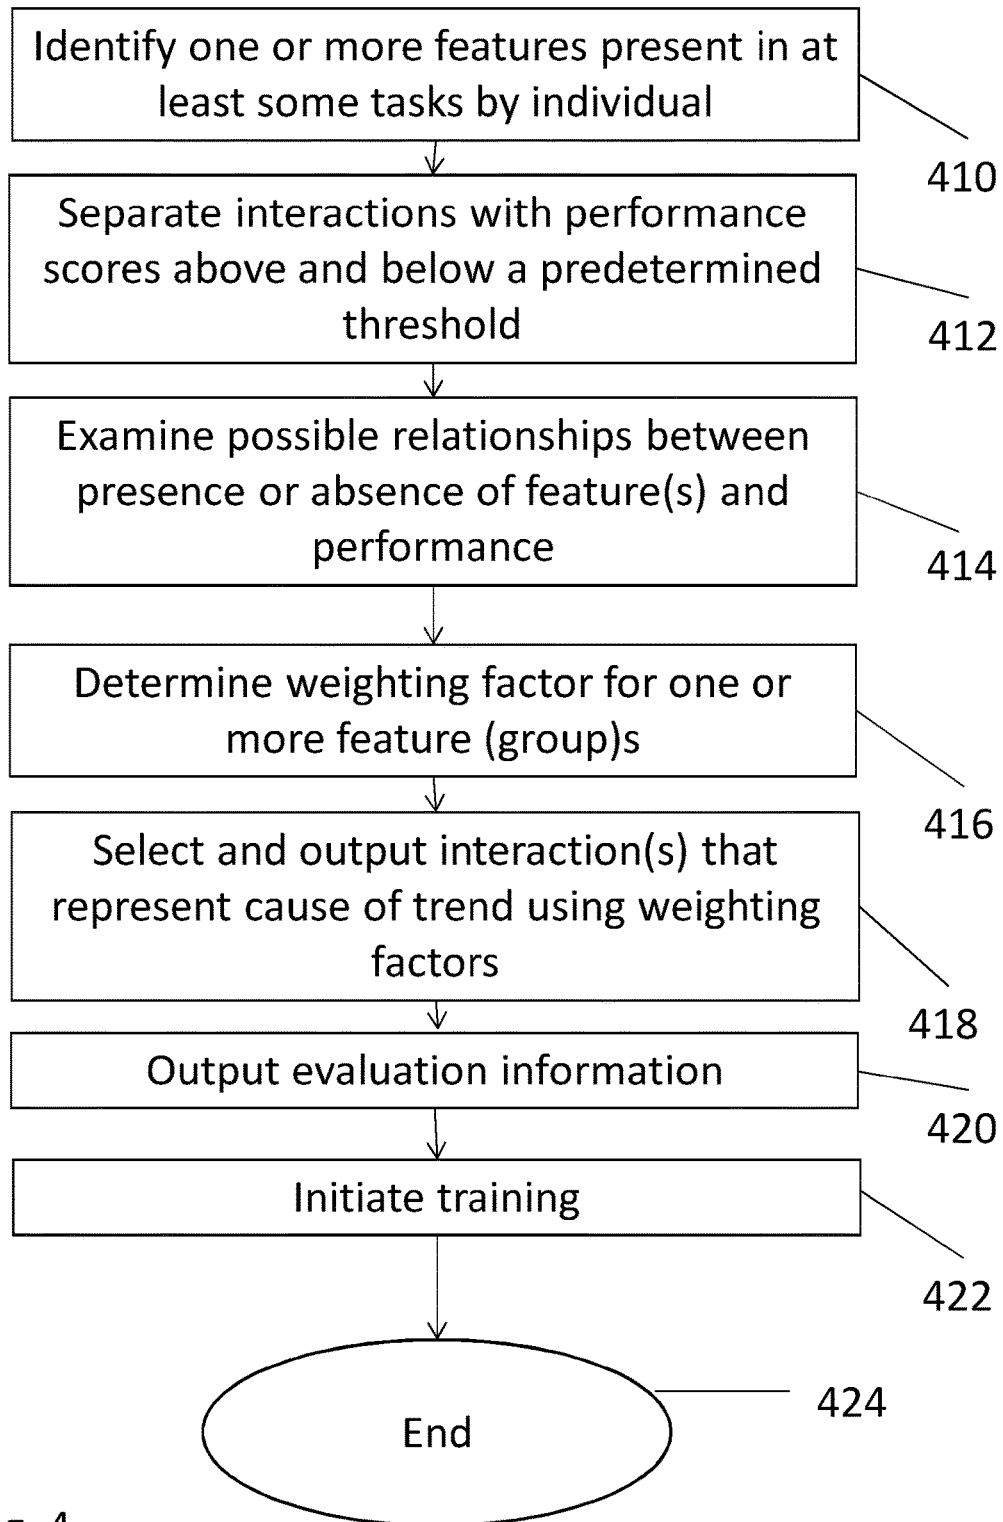 Identify one or more features present in at
least some tasks by individual
410
Separate interactions with performance
scores above and below a predetermined
threshold
412
Examine possible relationships between
presence or absence of feature(s) and
performance
414
Determine weighting factor for one or
more feature (group)s
416
Select and output interaction(s) that
represent cause of trend using weighting
factors
418
Output evaluation information
420
Initiate training
422
End
424